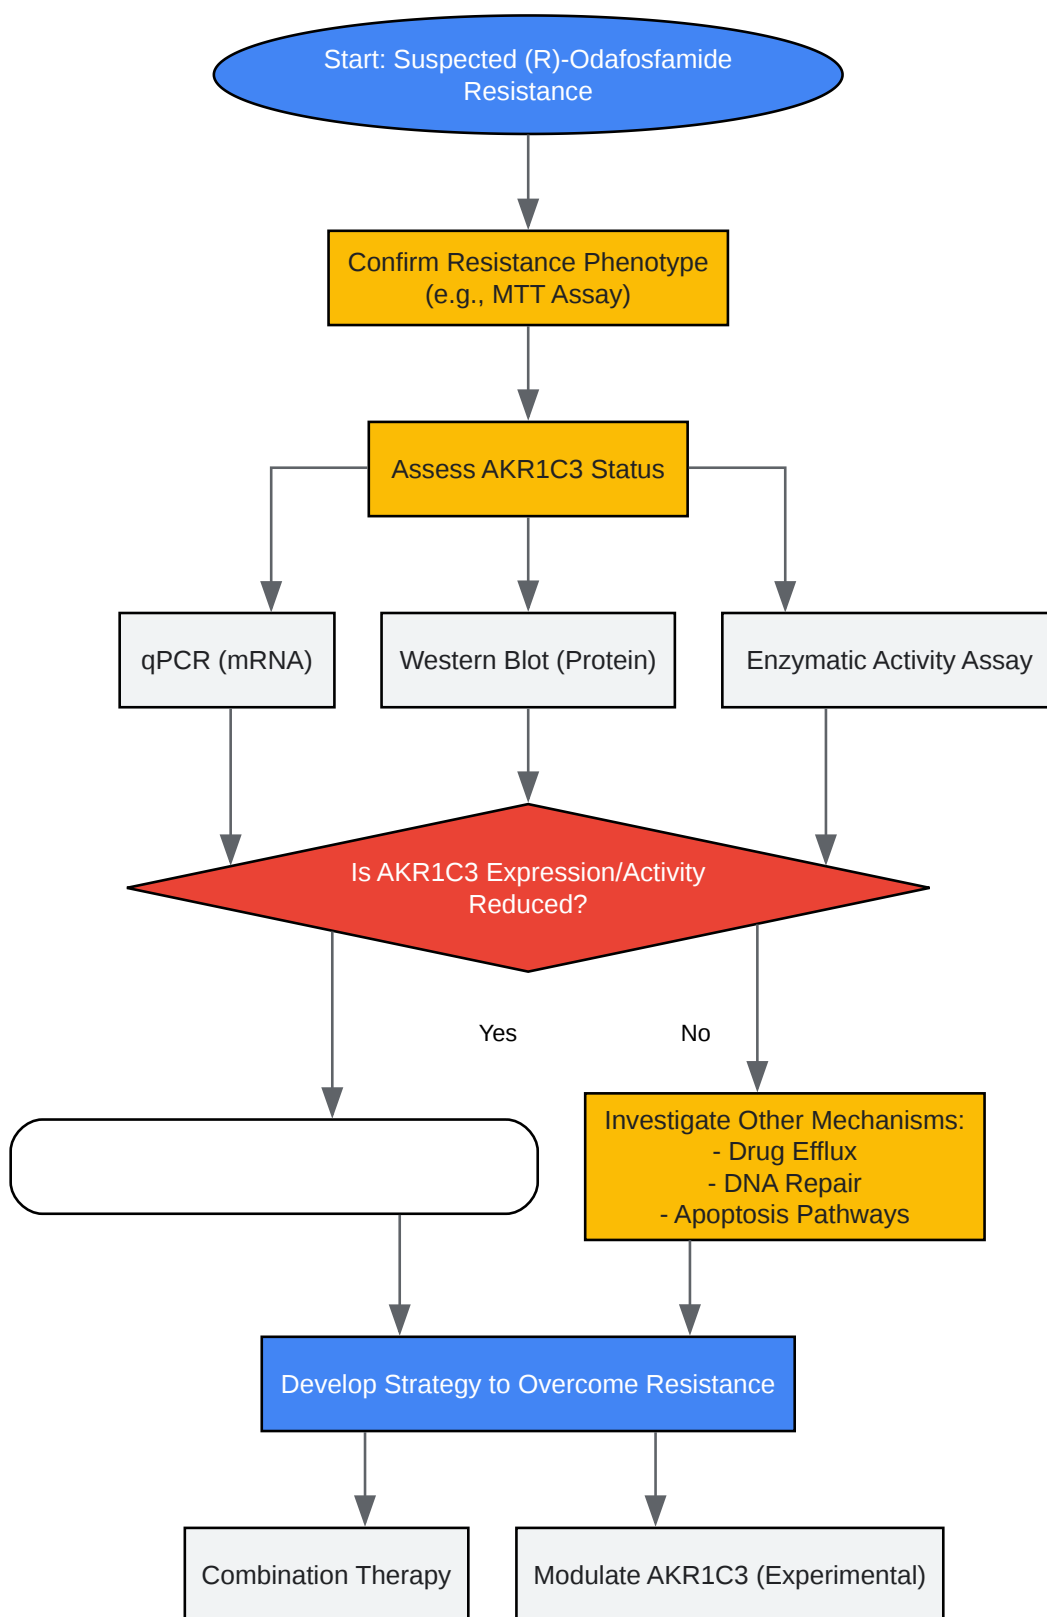 Start: Suspected (R)-Odafosfamide
Resistance
Confirm Resistance Phenotype
(e.g., MTT Assay)
Assess AKR1C3 Status
qPCR (mRNA)
Western Blot (Protein)
Enzymatic Activity Assay
Is AKR1C3 Expression/Activity
Reduced?
Yes
No
Investigate Other Mechanisms:
- Drug Efflux
- DNA Repair
- Apoptosis Pathways
Develop Strategy to Overcome Resistance
Combination Therapy
Modulate AKR1C3 (Experimental)